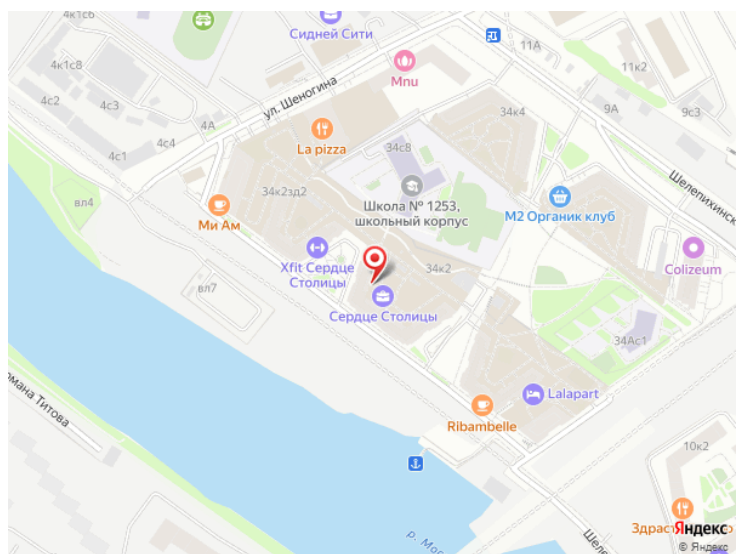 4к1с6
Сидней Сити
11А
4к1с8
Mnu
11к2
4с2
4с3
ул. Шеногина
34к4
9А
9с3
4А
4с4
4с1
La pizza
34с8
Шелепихинск
вл4
34к2зд2
Школа № 1253,
школьный корпус
М2 Органик клуб
Ми Ам
Xfit Сердце
Столицы
34к2
Colizeum
вл7
Сердце Столицы
34Ас1
омана Титова
Lalapart
Ribambelle
10к2
р. Мо
Шеле
Здраст
о
Яндекс
© Яндекс